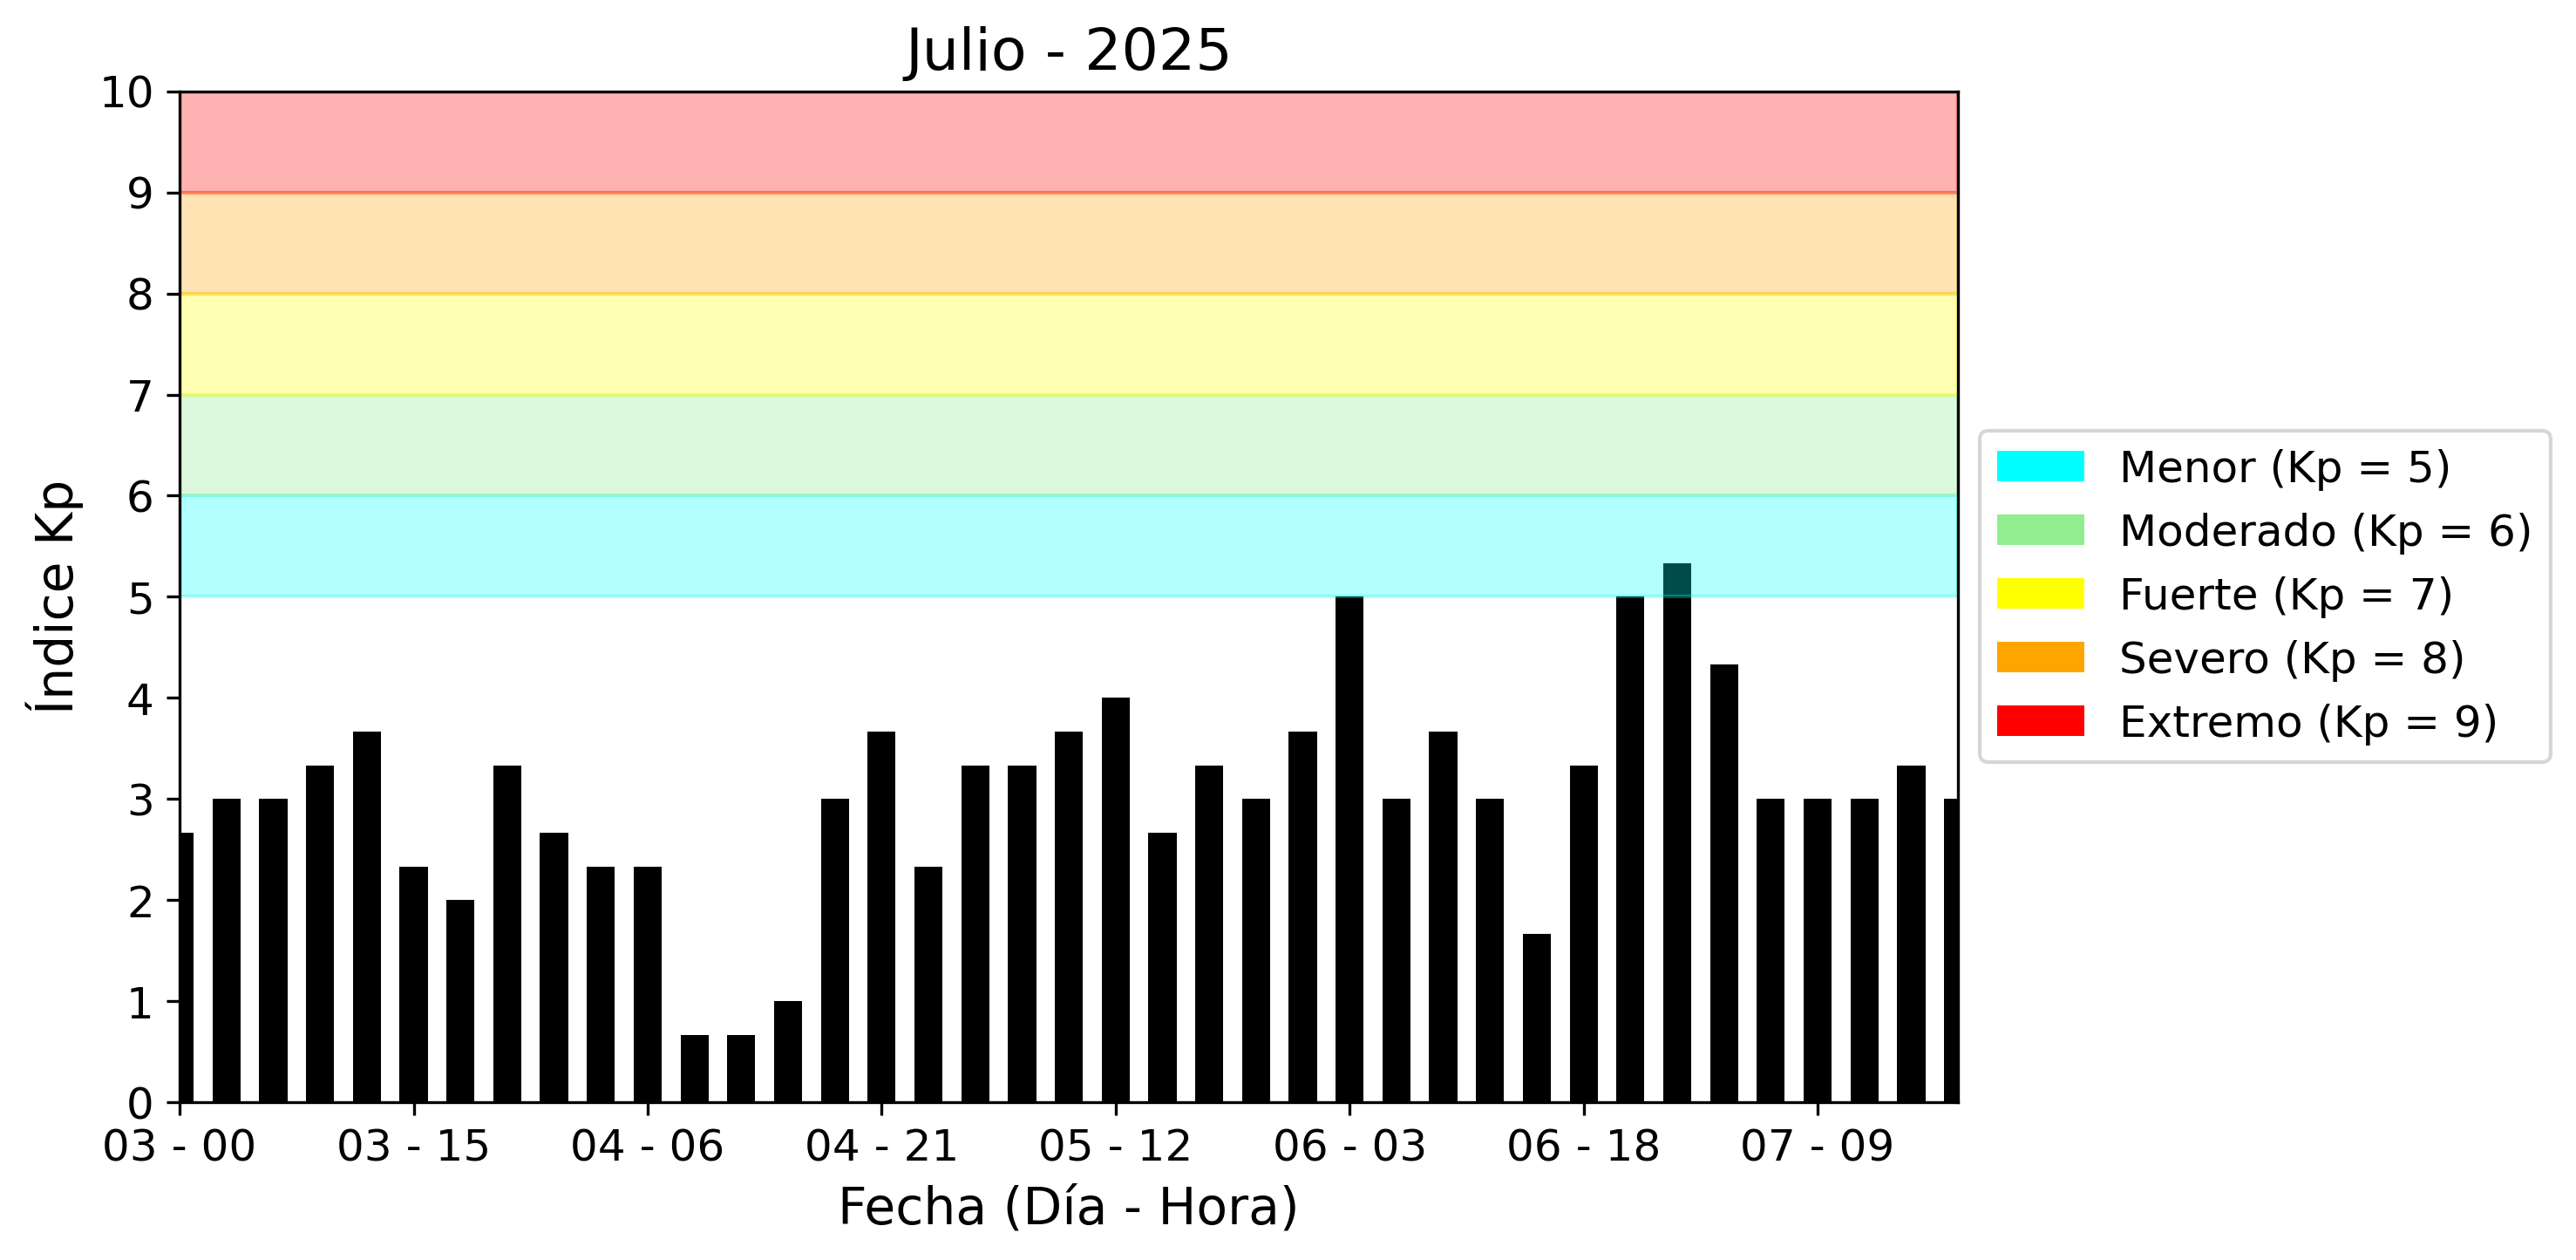 Julio - 2025
10
9
8
7
6
5
4
3
2
1
0
Índice Kp
03 - 00
03 - 15
04 - 06
04 - 21
05 - 12
06 - 03
06 - 18
07 - 09
Fecha (Día - Hora)
Menor (Kp = 5)
Moderado (Kp = 6)
Fuerte (Kp = 7)
Severo (Kp = 8)
Extremo (Kp = 9)